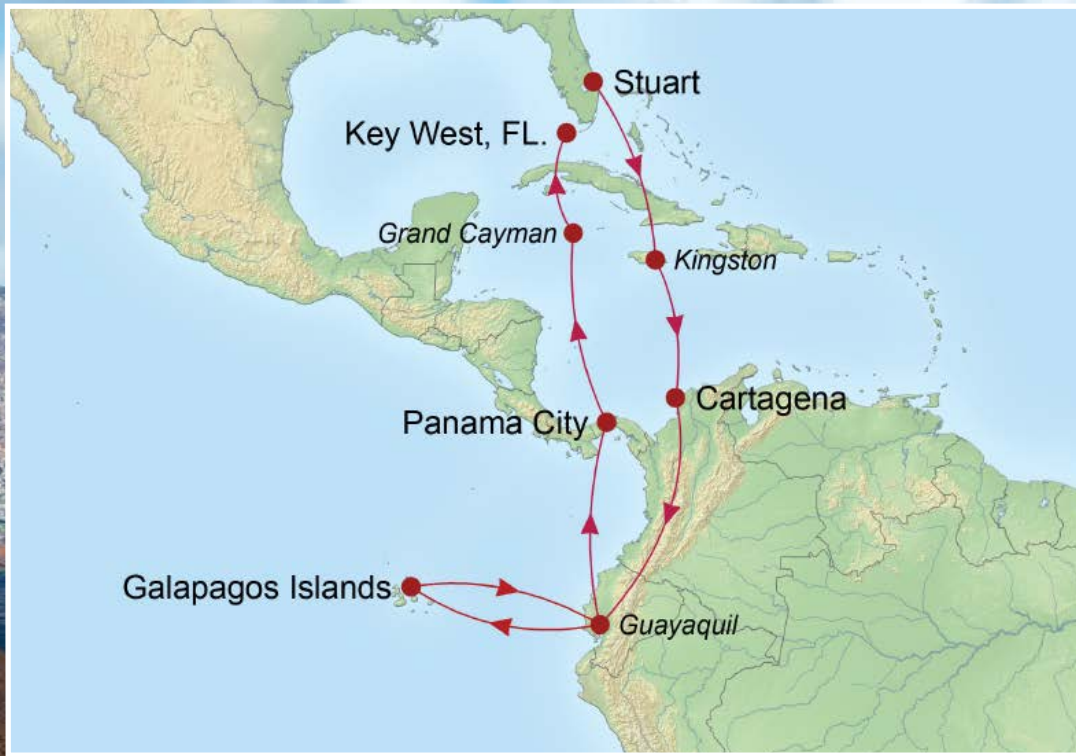 Stuart
Key West, FL.
Grand Cayman
Kingston
Cartagena
Panama City
Galapagos Islands
Guayaquil